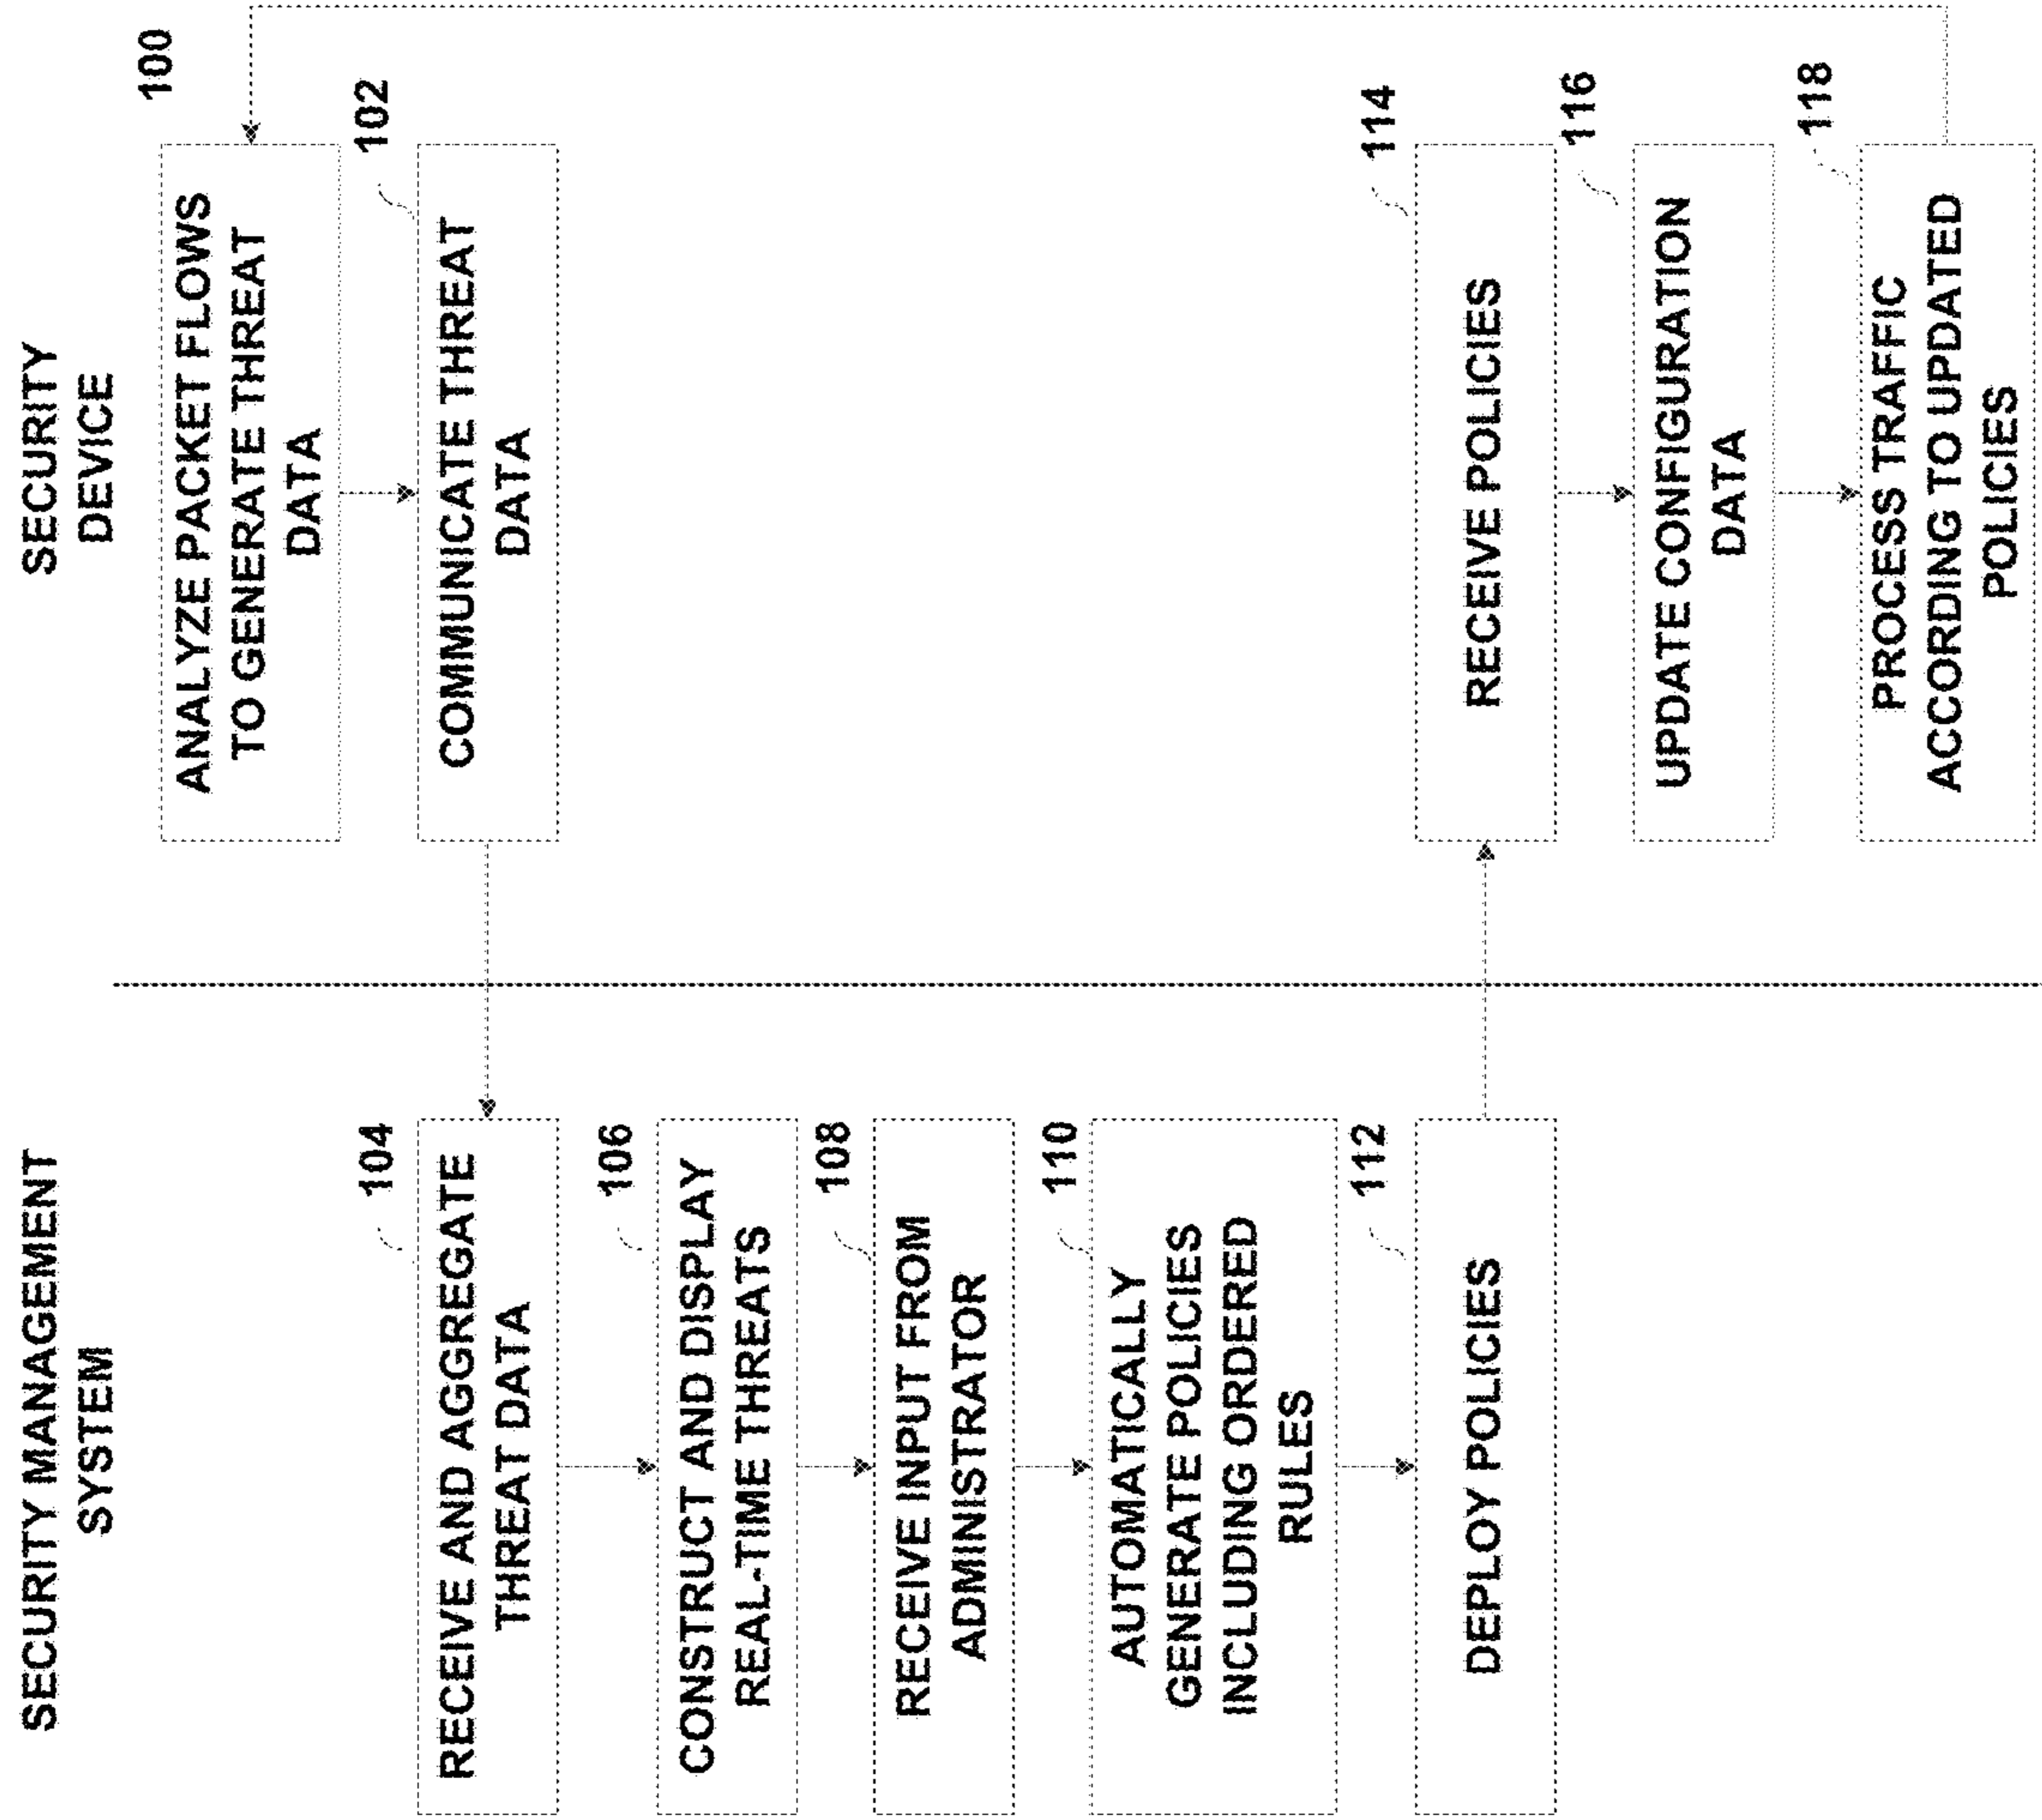 SECURITY MANAGEMENT
SYSTEM
104
RECEIVE AND AGGREGATE
THREAT DATA
106
CONSTRUCT AND DISPLAY
REAL-TIME THREATS
108
RECEIVE INPUT FROM
ADMINISTRATOR
110
AUTOMATICALLY
GENERATE POLICIES
INCLUDING ORDERED
RULES
112
DEPLOY POLICIES
SECURITY
DEVICE
100
ANALYZE PACKET FLOWS
TO GENERATE THREAT
DATA
102
COMMUNICATE THREAT
DATA
114
RECEIVE POLICIES
116
UPDATE CONFIGURATION
DATA
118
PROCESS TRAFFIC
ACCORDING TO UPDATED
POLICIES